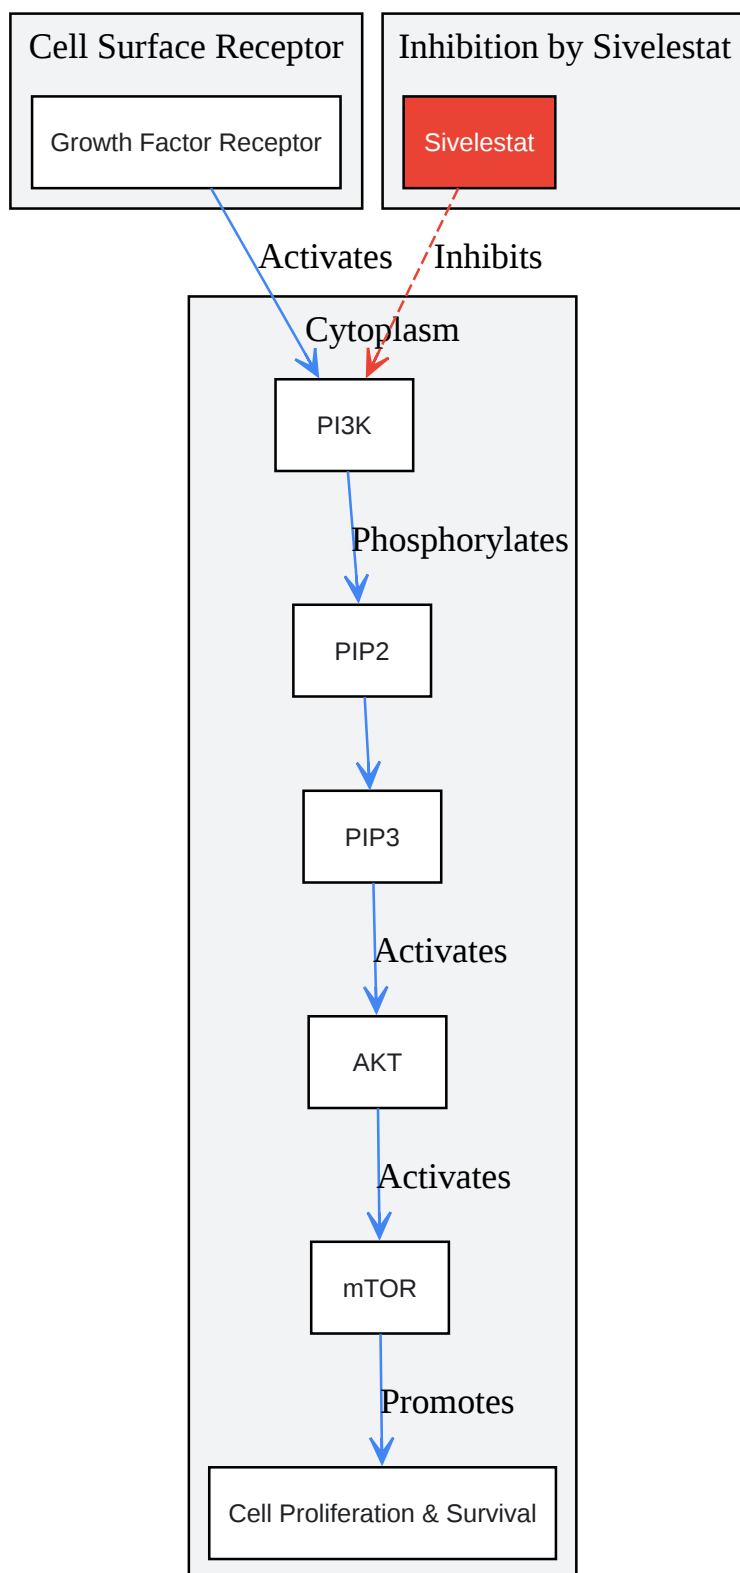 Cell Surface Receptor
Inhibition by Sivelestat
Growth Factor Receptor
Sivelestat
Activates
Inhibits
Cytoplasm
PI3K
Phosphorylates
PIP2
PIP3
Activates
AKT
Activates
mTOR
Promotes
Cell Proliferation & Survival